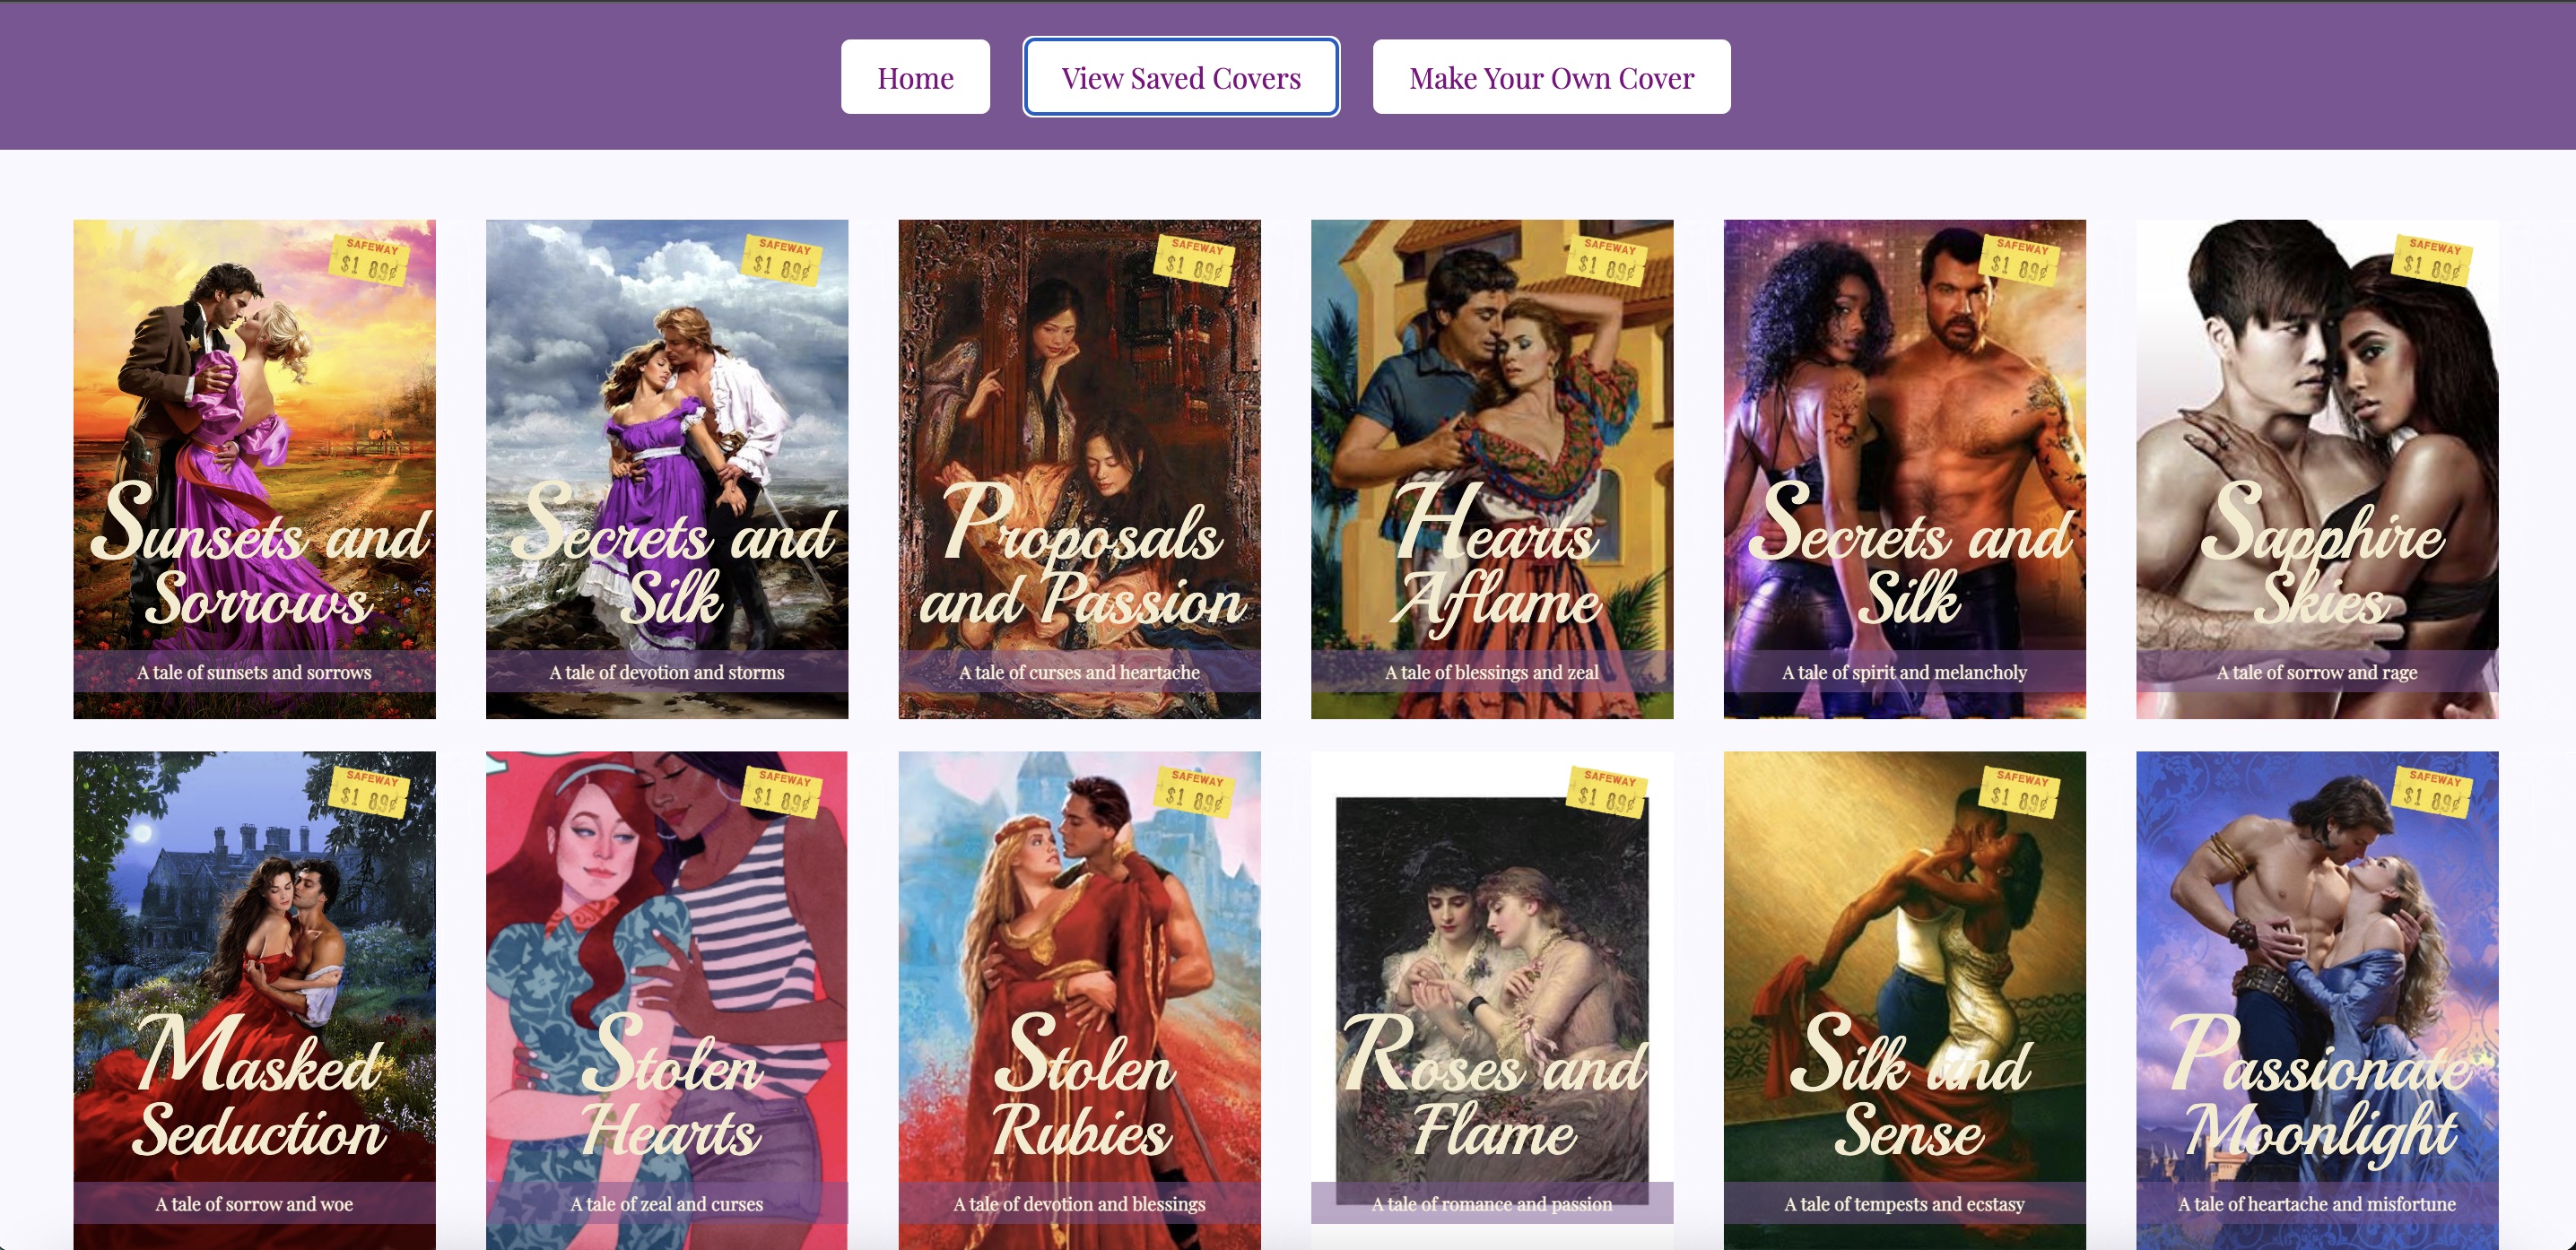 Home
View Saved Covers
Make Your Own Cover
SAFEWAY
$1 89¢
Sunsets and
Sorrows
A tale of sunsets and sorrows
SAFEWAY
$1 89¢
Secrets and
Silk
A tale of devotion and storms
SAFEWAY
$1 89¢
Proposals
and Passion
A tale of curses and heartache
SAFEWAY
$1 89¢
Hearts
Aflame
A tale of blessings and zeal
SAFEWAY
$1 89¢
Secrets and
Silk
A tale of spirit and melancholy
SAFEWAY
$1 89¢
Sapphire
Skies
A tale of sorrow and rage
SAFEWAY
$1 89¢
Masked
Seduction
A tale of sorrow and woe
SAFEWAY
$1 89¢
Stolen
Hearts
A tale of zeal and curses
SAFEWAY
$1 89¢
Stolen
Rubies
A tale of devotion and blessings
SAFEWAY
$1 89¢
Roses and
Flame
A tale of romance and passion
SAFEWAY
$1 89¢
Silk and
Sense
A tale of tempests and ecstasy
SAFEWAY
$1 89¢
Passionate
Moonlight
A tale of heartache and misfortune